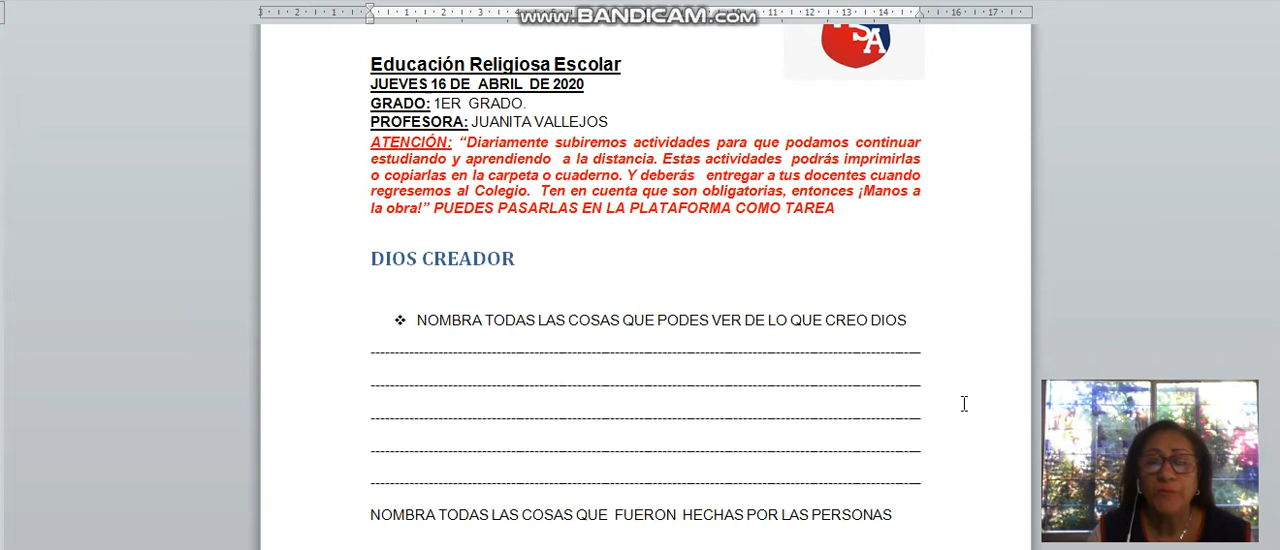 www.BANDICAM.com
SA
Educación Religiosa Escolar
JUEVES 16 DE ABRIL DE 2020
GRADO: 1ER GRADO.
PROFESORA: JUANITA VALLEJOS
ATENCIÓN: “Diariamente subiremos actividades para que podamos continuar
estudiando y aprendiendo a la distancia. Estas actividades podrás imprimirlas
o copiarlas en la carpeta o cuaderno. Y deberás entregar a tus docentes cuando
regresemos al Colegio. Ten en cuenta que son obligatorias, entonces ¡Manos a
la obra!” PUEDES PASARLAS EN LA PLATAFORMA COMO TAREA
DIOS CREADOR
❖ NOMBRA TODAS LAS COSAS QUE PODES VER DE LO QUE CREO DIOS
NOMBRA TODAS LAS COSAS QUE FUERON HECHAS POR LAS PERSONAS